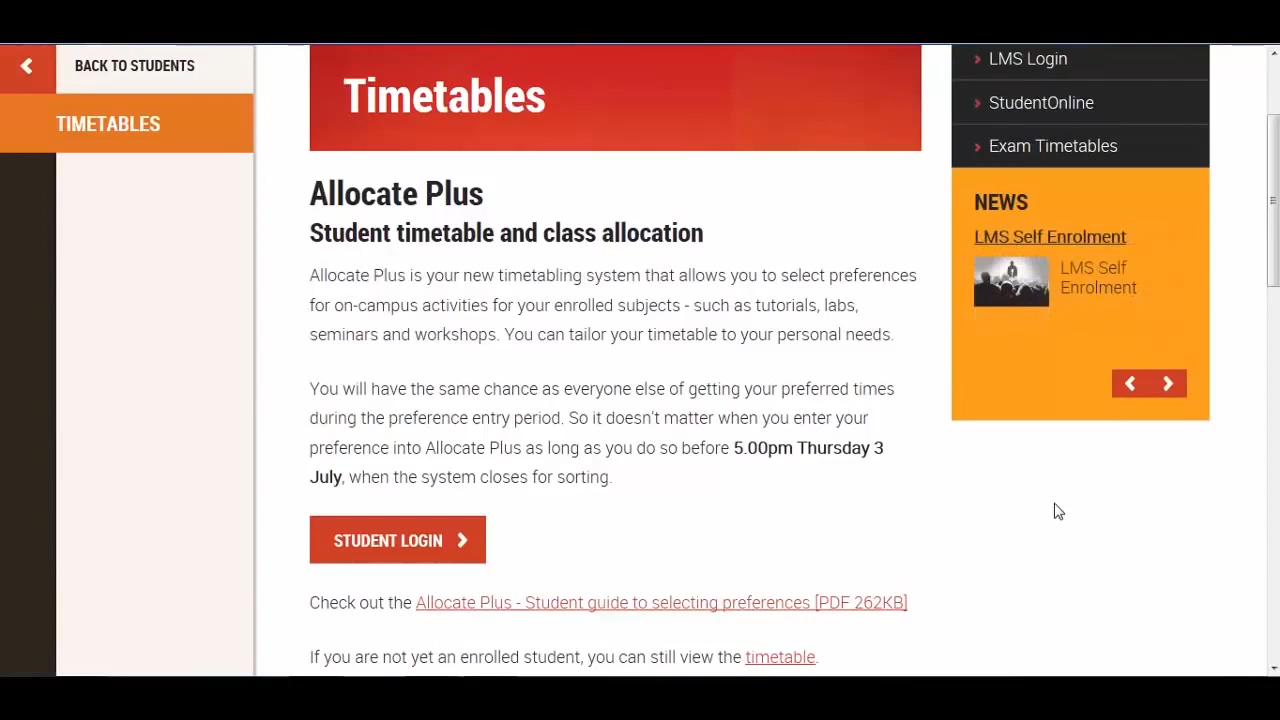 BACK TO STUDENTS
TIMETABLES
Timetables
Allocate Plus
Student timetable and class allocation
Allocate Plus is your new timetabling system that allows you to select preferences
for on-campus activities for your enrolled subjects - such as tutorials, labs,
seminars and workshops. You can tailor your timetable to your personal needs.
You will have the same chance as everyone else of getting your preferred times
during the preference entry period. So it doesn't matter when you enter your
preference into Allocate Plus as long as you do so before 5.00pm Thursday 3
July, when the system closes for sorting.
STUDENT LOGIN
Check out the Allocate Plus - Student guide to selecting preferences [PDF 262KB]
If you are not yet an enrolled student, you can still view the timetable.
LMS Login
StudentOnline
Exam Timetables
NEWS
LMS Self Enrolment
LMS Self
Enrolment